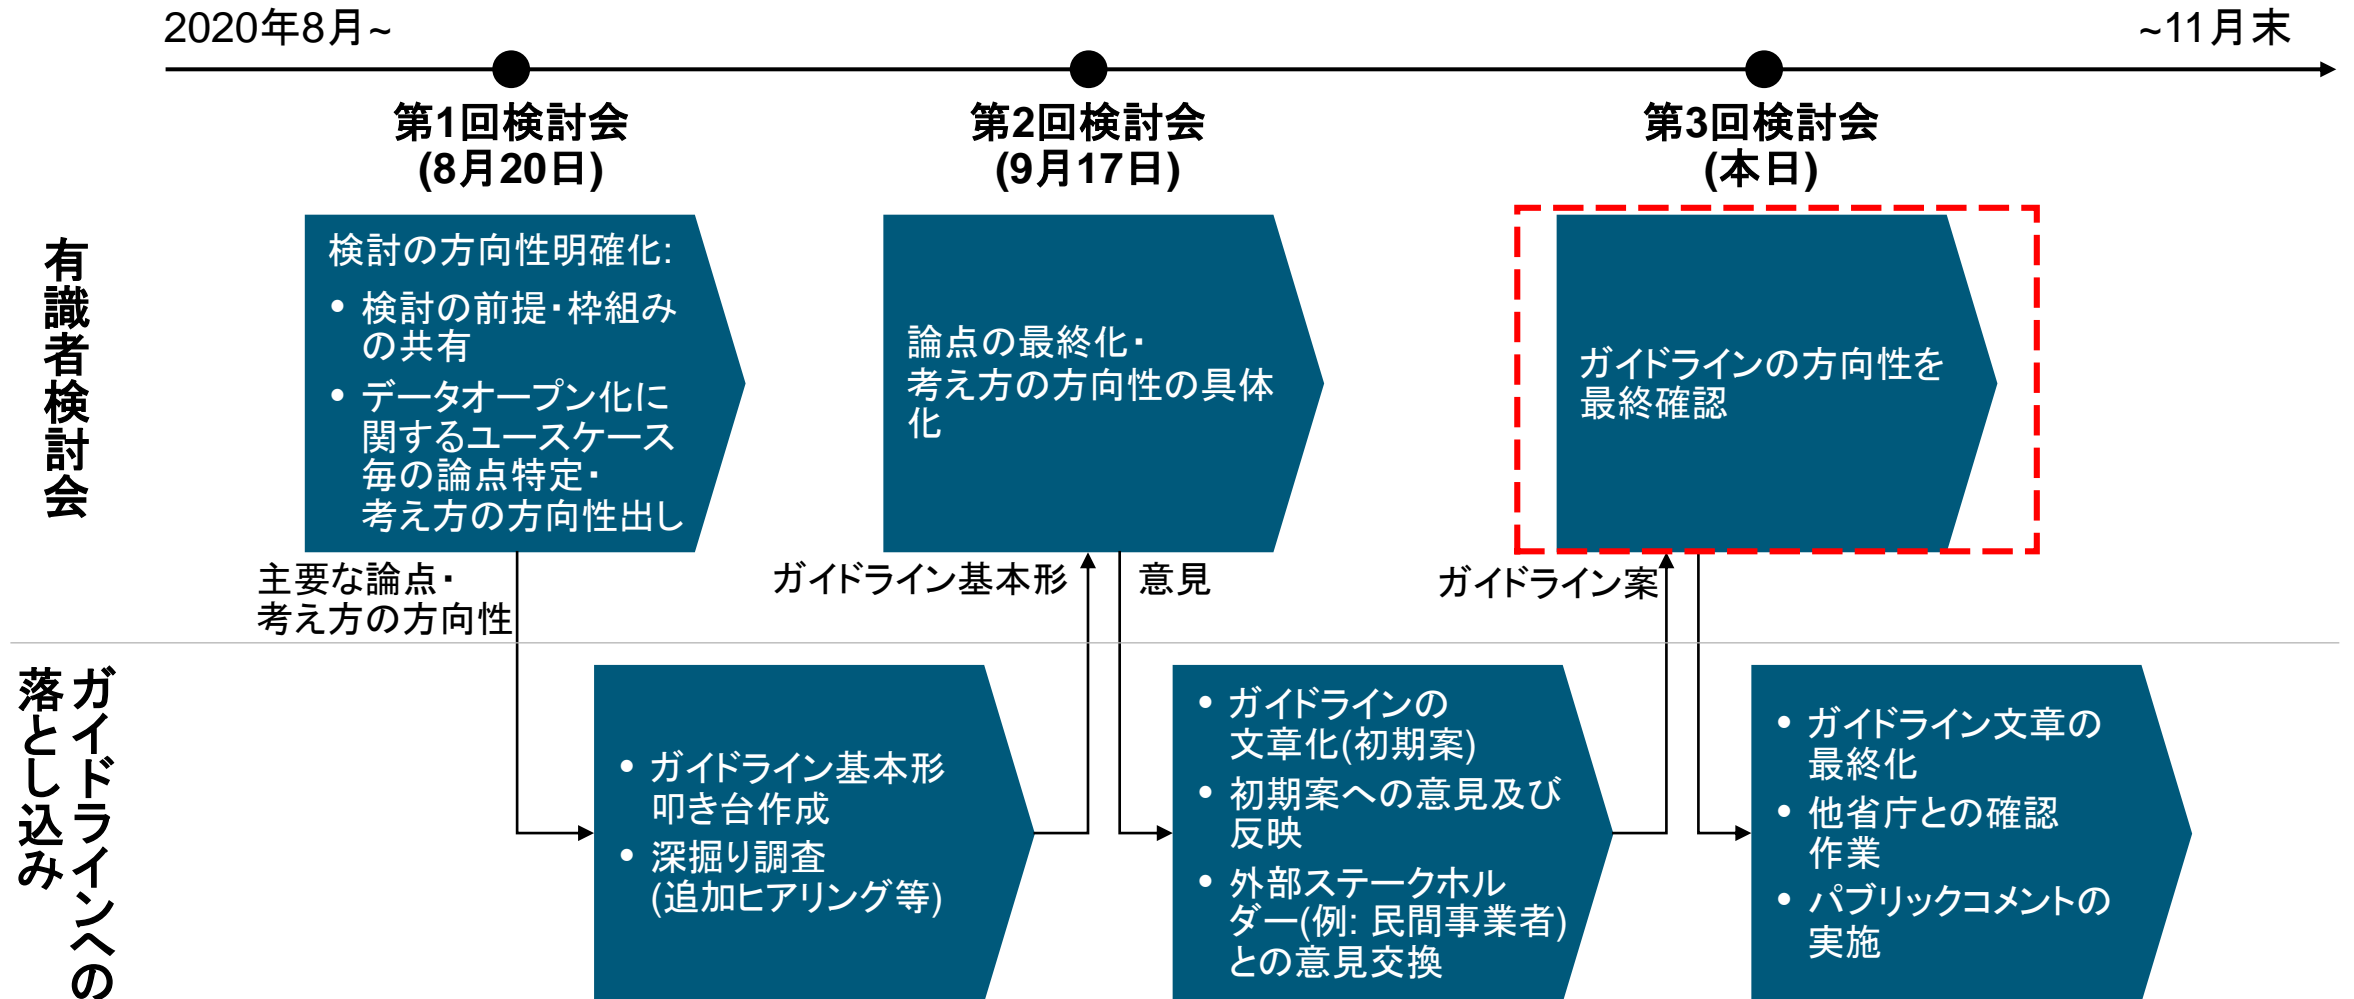 2020年8月~
~11月末
第1回検討会
(8月20日)
第2回検討会
(9月17日)
第3回検討会
(本日)
有識者検討会
検討の方向性明確化:
• 検討の前提・枠組み
の共有
• データオープン化に
関するユースケース
毎の論点特定・
考え方の方向性出し
論点の最終化・
考え方の方向性の具体
化
ガイドラインの方向性を
最終確認
主要な論点・
考え方の方向性
ガイドライン基本形
意見
ガイドライン案
ガイドラインへの
落とし込み
• ガイドライン基本形
叩き台作成
• 深掘り調査
(追加ヒアリング等)
• ガイドラインの
文章化(初期案)
• 初期案への意見及び
反映
• 外部ステークホル
ダー(例: 民間事業者)
との意見交換
• ガイドライン文章の
最終化
• 他省庁との確認
作業
• パブリックコメントの
実施